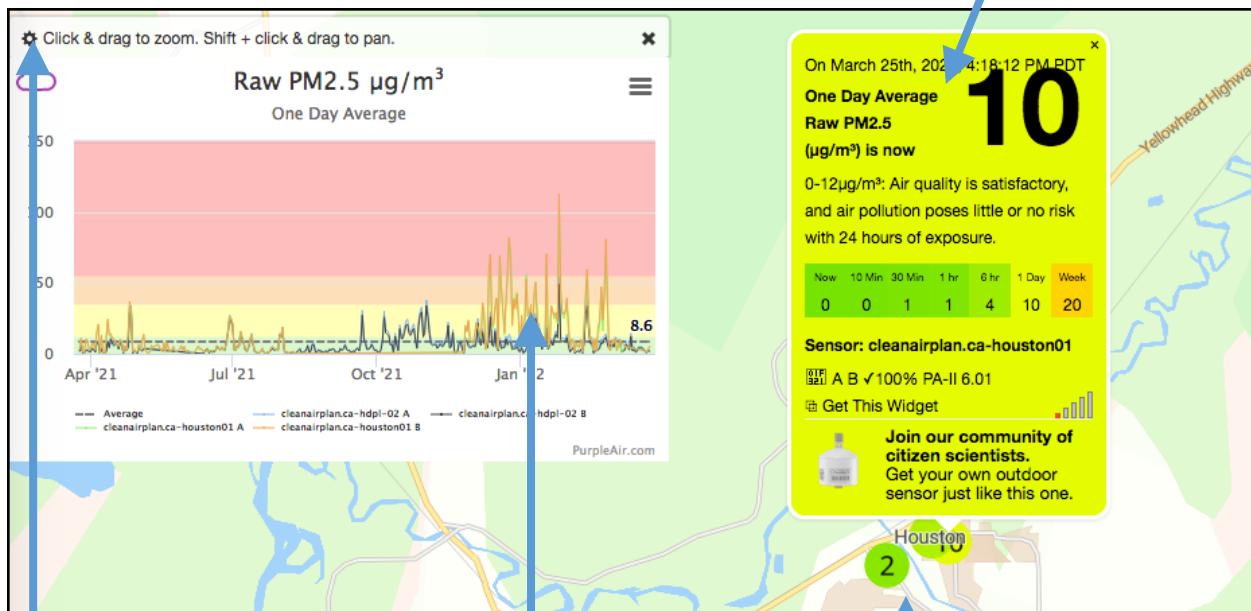 Click & drag to zoom. Shift + click & drag to pan.
Raw PM2.5 µg/m³
One Day Average
50
100
50
0
8.6
Apr '21
Jul '21
Oct '21
Jan '
Average
cleanairplan.ca-hdpl-02 A
cleanairplan.ca-hdpl-02 B
cleanairplan.ca-houston01 A
cleanairplan.ca-houston01 B
PurpleAir.com
On March 25th, 202 4:18:12 PM PDT
One Day Average
Raw PM2.5
(µg/m³) is now
10
0-12µg/m³: Air quality is satisfactory,
and air pollution poses little or no risk
with 24 hours of exposure.
Now 10 Min 30 Min 1 hr 6 hr 1 Day Week
0 0 1 1 4 10 20
Sensor: cleanairplan.ca-houston01
A B ✓100% PA-II 6.01
Get This Widget
Join our community of
citizen scientists.
Get your own outdoor
sensor just like this one.
Yellowhead Highway
Houston
10
2